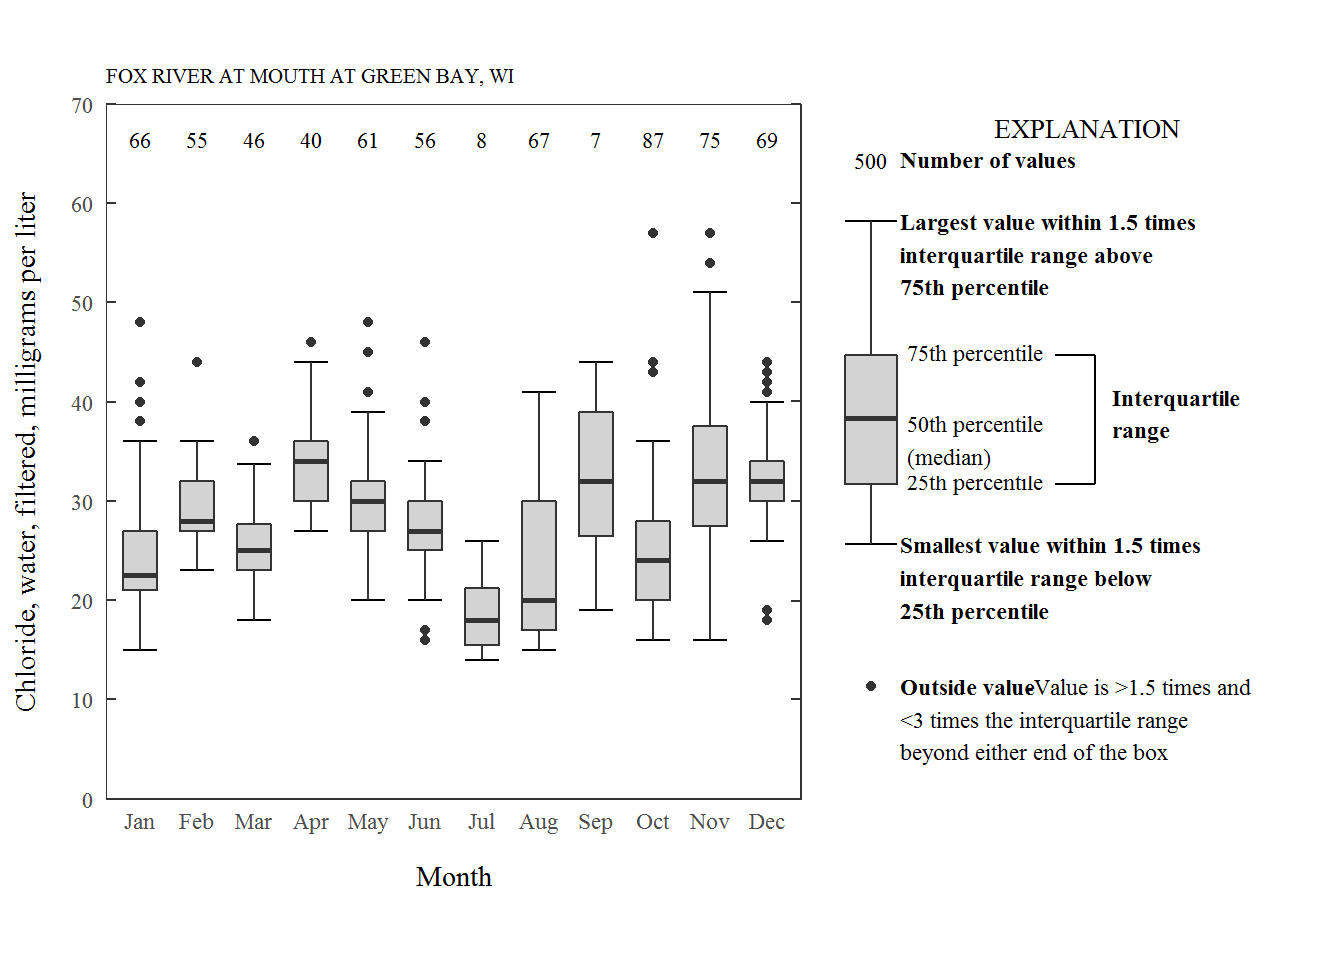 FOX RIVER AT MOUTH AT GREEN BAY, WI
70
66 55 46 40 61 56 8 67 7 87 75 69
60
50
40
30
20
10
0
Chloride, water, filtered, milligrams per liter
Jan Feb Mar Apr May Jun Jul Aug Sep Oct Nov Dec
Month
EXPLANATION
500 Number of values
Largest value within 1.5 times
interquartile range above
75th percentile
75th percentile
50th percentile
(median)
25th percentile
Interquartile
range
Smallest value within 1.5 times
interquartile range below
25th percentile
Outside value-Value is >1.5 times and
<3 times the interquartile range
beyond either end of the box